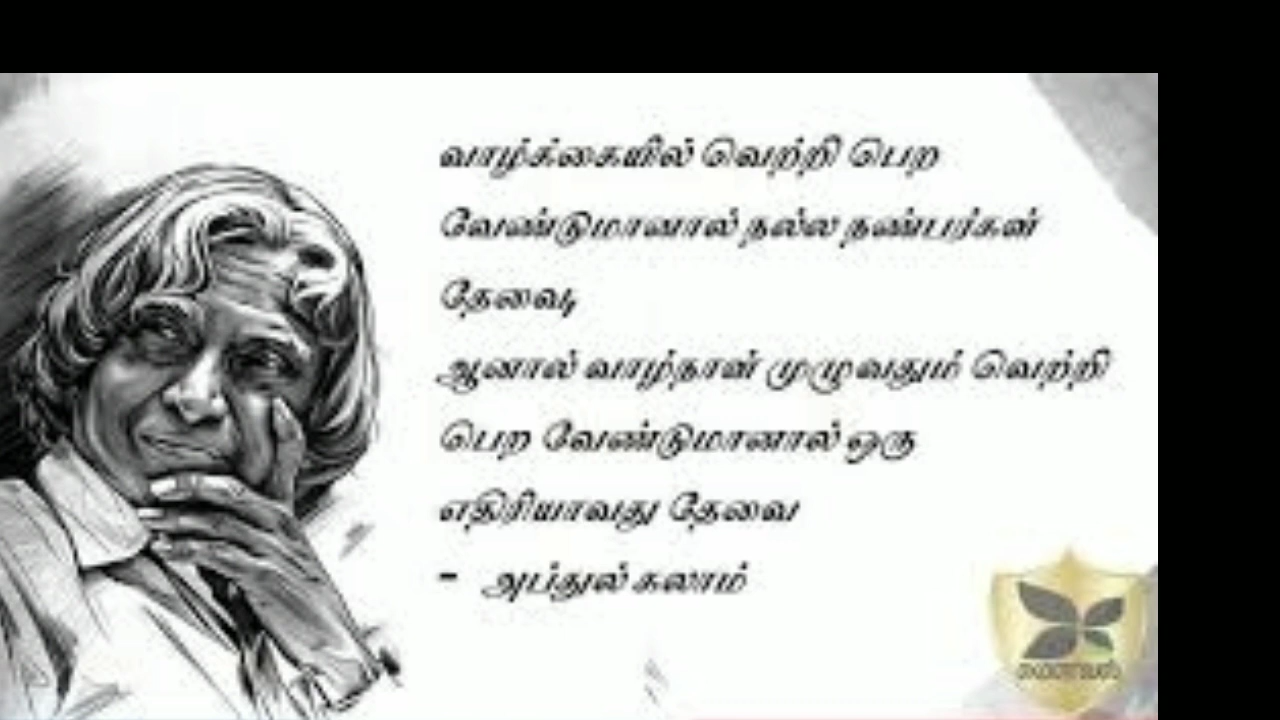 வாழ்க்கையில் வெற்றி பெற
வேண்டுமானால் நல்ல நண்பர்கள்
தேவை;
ஆனால் வாழ்நாள் முழுவதும் வெற்றி
பெற வேண்டுமானால் ஒரு
எதிரியாவது தேவை
- அப்துல் கலாம்